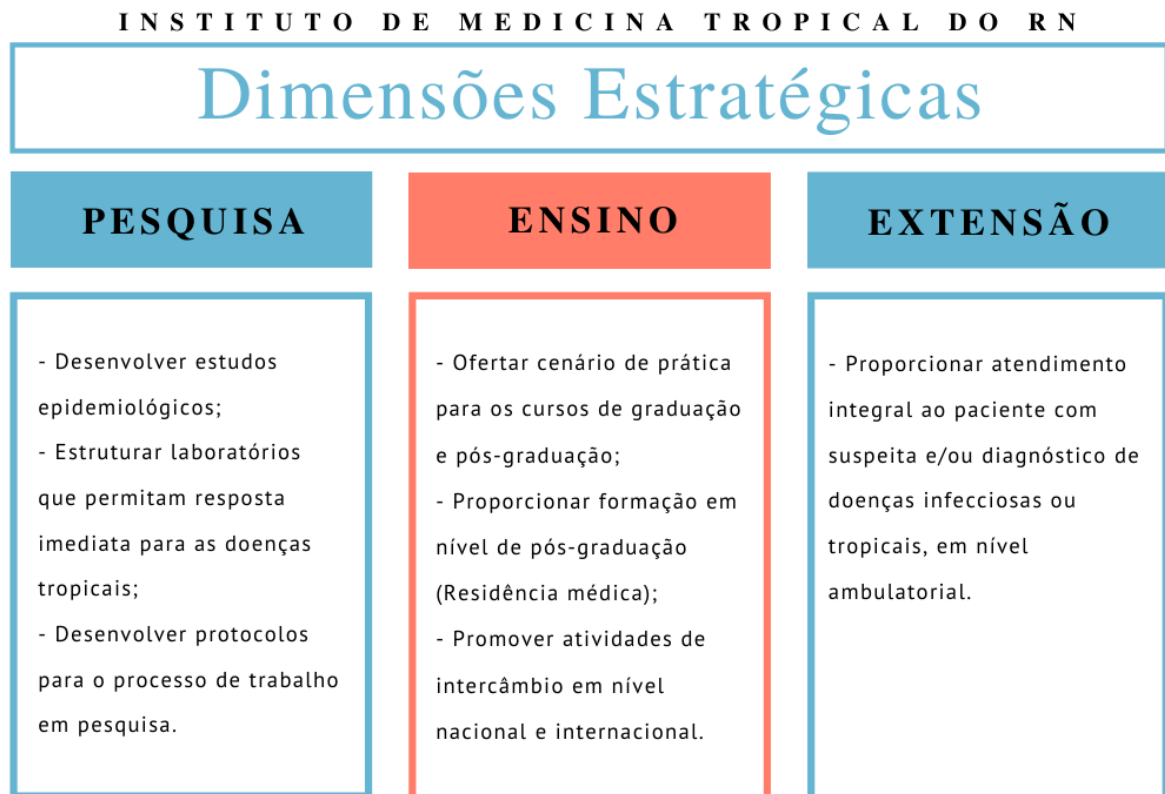 INSTITUTO DE MEDICINA TROPICAL DO RN
Dimensões Estratégicas
PESQUISA
- Desenvolver estudos
epidemiológicos;
- Estruturar laboratórios
que permitam resposta
imediata para as doenças
tropicais;
- Desenvolver protocolos
para o processo de trabalho
em pesquisa.
ENSINO
- Ofertar cenário de prática
para os cursos de graduação
e pós-graduação;
- Proporcionar formação em
nível de pós-graduação
(Residência médica);
- Promover atividades de
intercâmbio em nível
nacional e internacional.
EXTENSÃO
- Proporcionar atendimento
integral ao paciente com
suspeita e/ou diagnóstico de
doenças infecciosas ou
tropicais, em nível
ambulatorial.